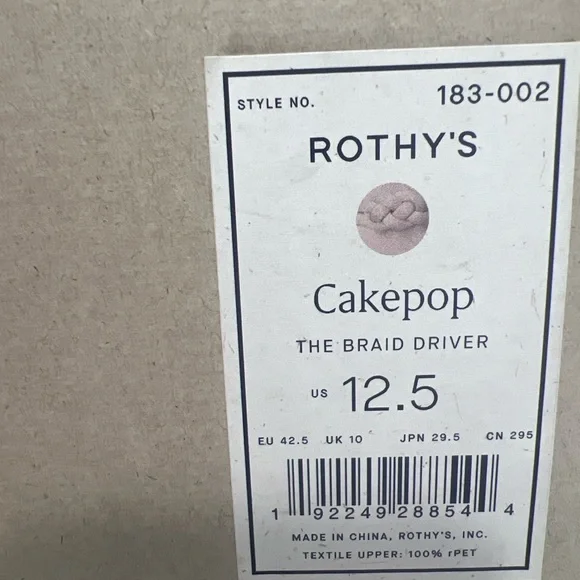 STYLE NO. 183-002
ROTHY'S
Cakepop
THE BRAID DRIVER
US 12.5
EU 42.5 UK 10 JPN 29.5 CN 295
1 92249 28854 4
MADE IN CHINA, ROTHY'S, INC.
TEXTILE UPPER: 100% rPET